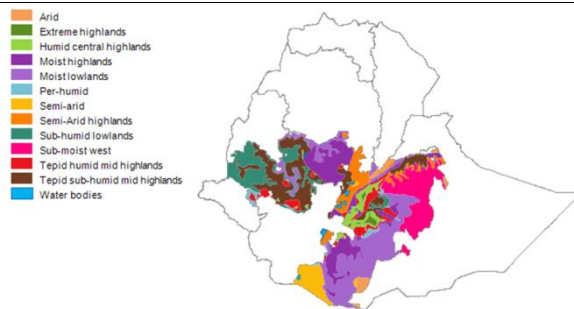 Arid
Extreme highlands
Humid central highlands
Moist highlands
Moist lowlands
Per-humid
Semi-arid
Semi-Arid highlands
Sub-humid lowlands
Sub-moist west
Tepid humid mid highlands
Tepid sub-humid mid highlands
Water bodies